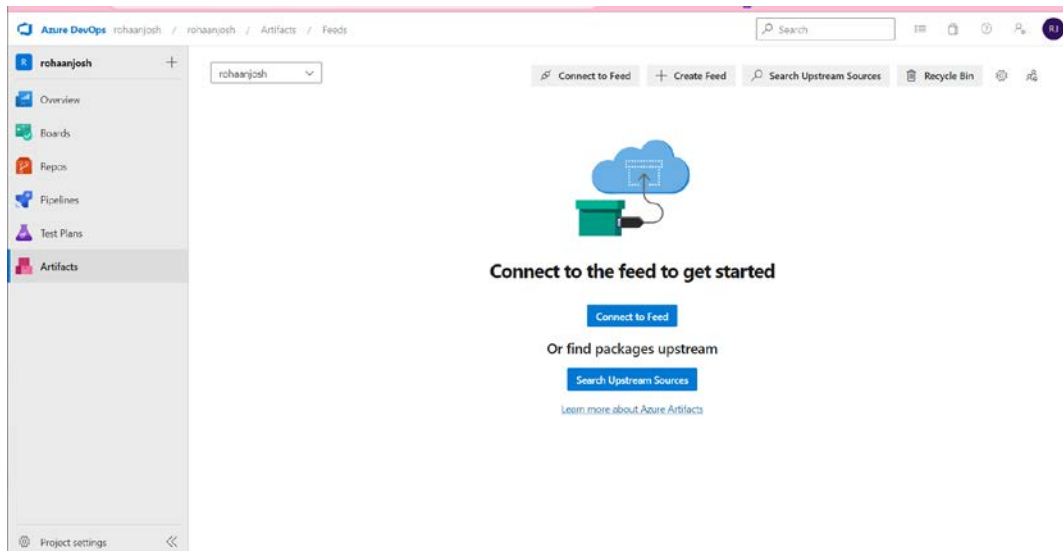 Azure DevOps rohaanjosh / rohaanjosh / Artifacts / Feeds
Search
RJ
R rohaanjosh +
rohaanjosh
Connect to Feed + Create Feed Search Upstream Sources Recycle Bin
Overview
Boards
Repos
Pipelines
Test Plans
Artifacts
Connect to the feed to get started
Connect to Feed
Or find packages upstream
Search Upstream Sources
Learn more about Azure Artifacts
Project settings